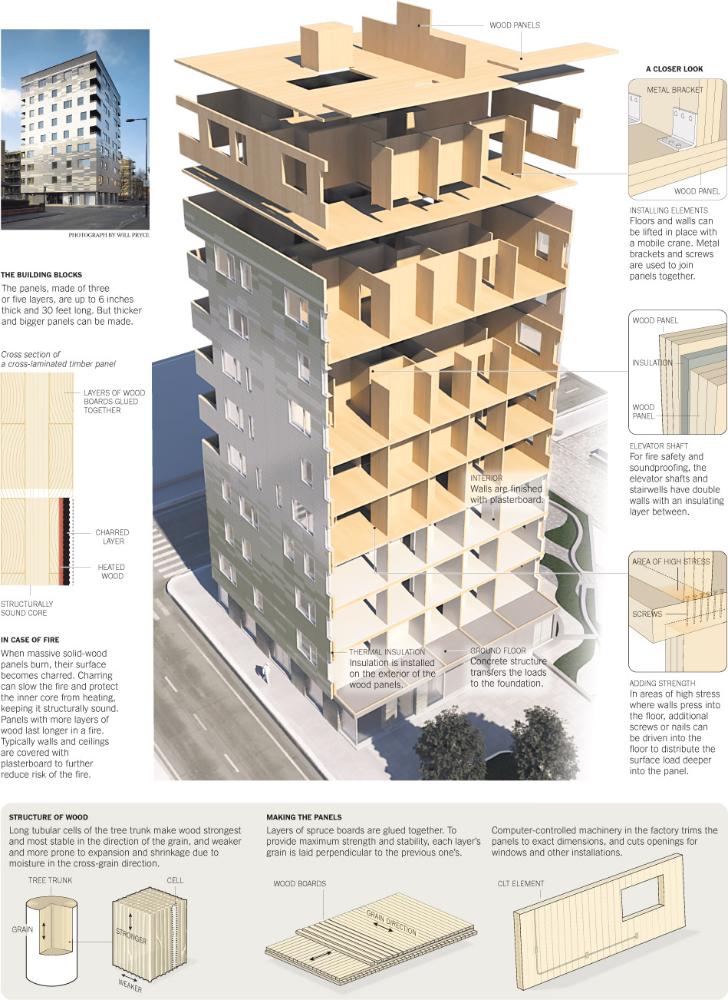 WOOD PANELS
A CLOSER LOOK
METAL BRACKET
WOOD PANEL
INSTALLING ELEMENTS
Floors and walls can
be lifted in place with
a mobile crane. Metal
brackets and screws
are used to join
panels together.
PHOTOGRAPH BY WILL PRYCE
THE BUILDING BLOCKS
The panels, made of three
or five layers, are up to 6 inches
thick and 30 feet long. But thicker
and bigger panels can be made.
Cross section of
a cross-laminated timber panel
LAYERS OF WOOD
BOARDS GLUED
TOGETHER
CHARRED
LAYER
HEATED
WOOD
STRUCTURALLY
SOUND CORE
IN CASE OF FIRE
When massive solid-wood
panels burn, their surface
becomes charred. Charring
can slow the fire and protect
the inner core from heating,
keeping it structurally sound.
Panels with more layers of
wood last longer in a fire.
Typically walls and ceilings
are covered with
plasterboard to further
reduce risk of the fire.
WOOD PANEL
INSULATION
WOOD
PANEL
ELEVATOR SHAFT
For fire safety and
soundproofing, the
elevator shafts and
stairwells have double
walls with an insulating
layer between.
INTERIOR
Walls are finished
with plasterboard.
AREA OF HIGH STRESS
SCREWS
ADDING STRENGTH
In areas of high stress
where walls press into
the floor, additional
screws or nails can
be driven into the
floor to distribute the
surface load deeper
into the panel.
THERMAL INSULATION
Insulation is installed
on the exterior of the
wood panels.
GROUND FLOOR
Concrete structure
transfers the loads
to the foundation.
STRUCTURE OF WOOD
Long tubular cells of the tree trunk make wood strongest
and most stable in the direction of the grain, and weaker
and more prone to expansion and shrinkage due to
moisture in the cross-grain direction.
TREE TRUNK
CELL
GRAIN
STRONGER
WEAKER
MAKING THE PANELS
Layers of spruce boards are glued together. To
provide maximum strength and stability, each layer's
grain is laid perpendicular to the previous one's.
WOOD BOARDS
GRAIN DIRECTION
Computer-controlled machinery in the factory trims the
panels to exact dimensions, and cuts openings for
windows and other installations.
CLT ELEMENT